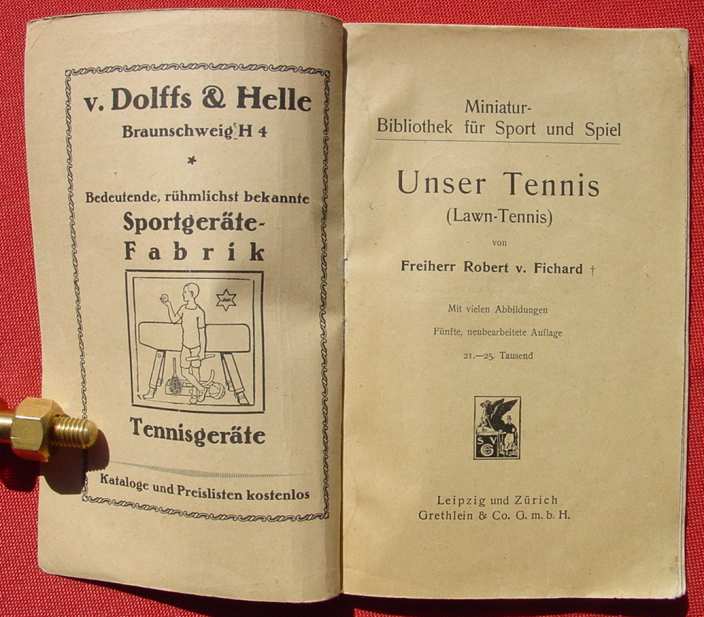 v. Dolffs & Helle
Braunschweig H 4
*
Bedeutende, rühmlichst bekannte
Sportgeräte-
Fabrik
Tennisgeräte
Kataloge und Preislisten kostenlos
Miniatur-
Bibliothek für Sport und Spiel
Unser Tennis
(Lawn-Tennis)
von
Freiherr Robert v. Fichard †
Mit vielen Abbildungen
Fünfte, neubearbeitete Auflage
21.—25. Tausend
S V
G
Leipzig und Zürich
Grethlein & Co. G. m. b. H.